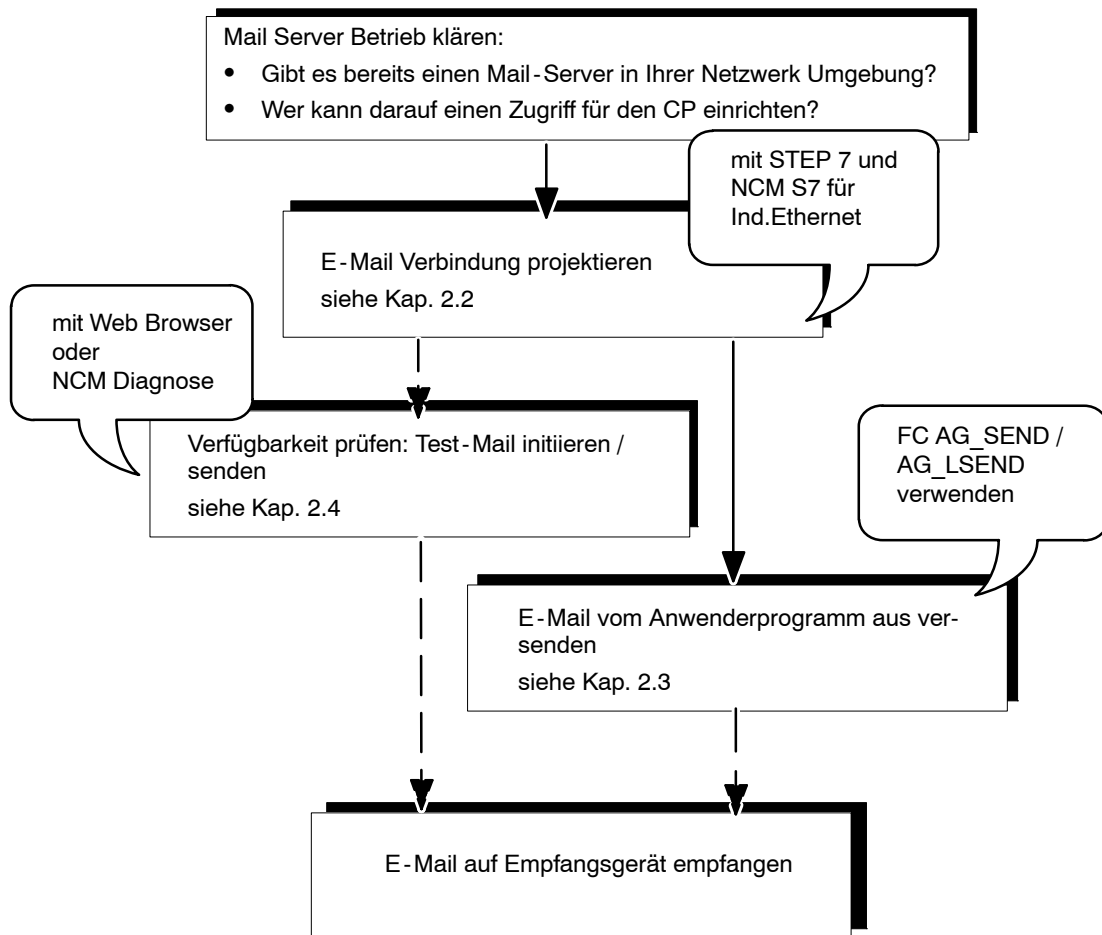 Mail Server Betrieb klären:
• Gibt es bereits einen Mail-Server in Ihrer Netzwerk Umgebung?
• Wer kann darauf einen Zugriff für den CP einrichten?
mit STEP 7 und
NCM S7 für
Ind.Ethernet
E-Mail Verbindung projektieren
siehe Kap. 2.2
mit Web Browser
oder
NCM Diagnose
Verfügbarkeit prüfen: Test-Mail initiieren /
senden
siehe Kap. 2.4
FC AG_SEND /
AG_LSEND
verwenden
E-Mail vom Anwenderprogramm aus ver-
senden
siehe Kap. 2.3
E-Mail auf Empfangsgerät empfangen